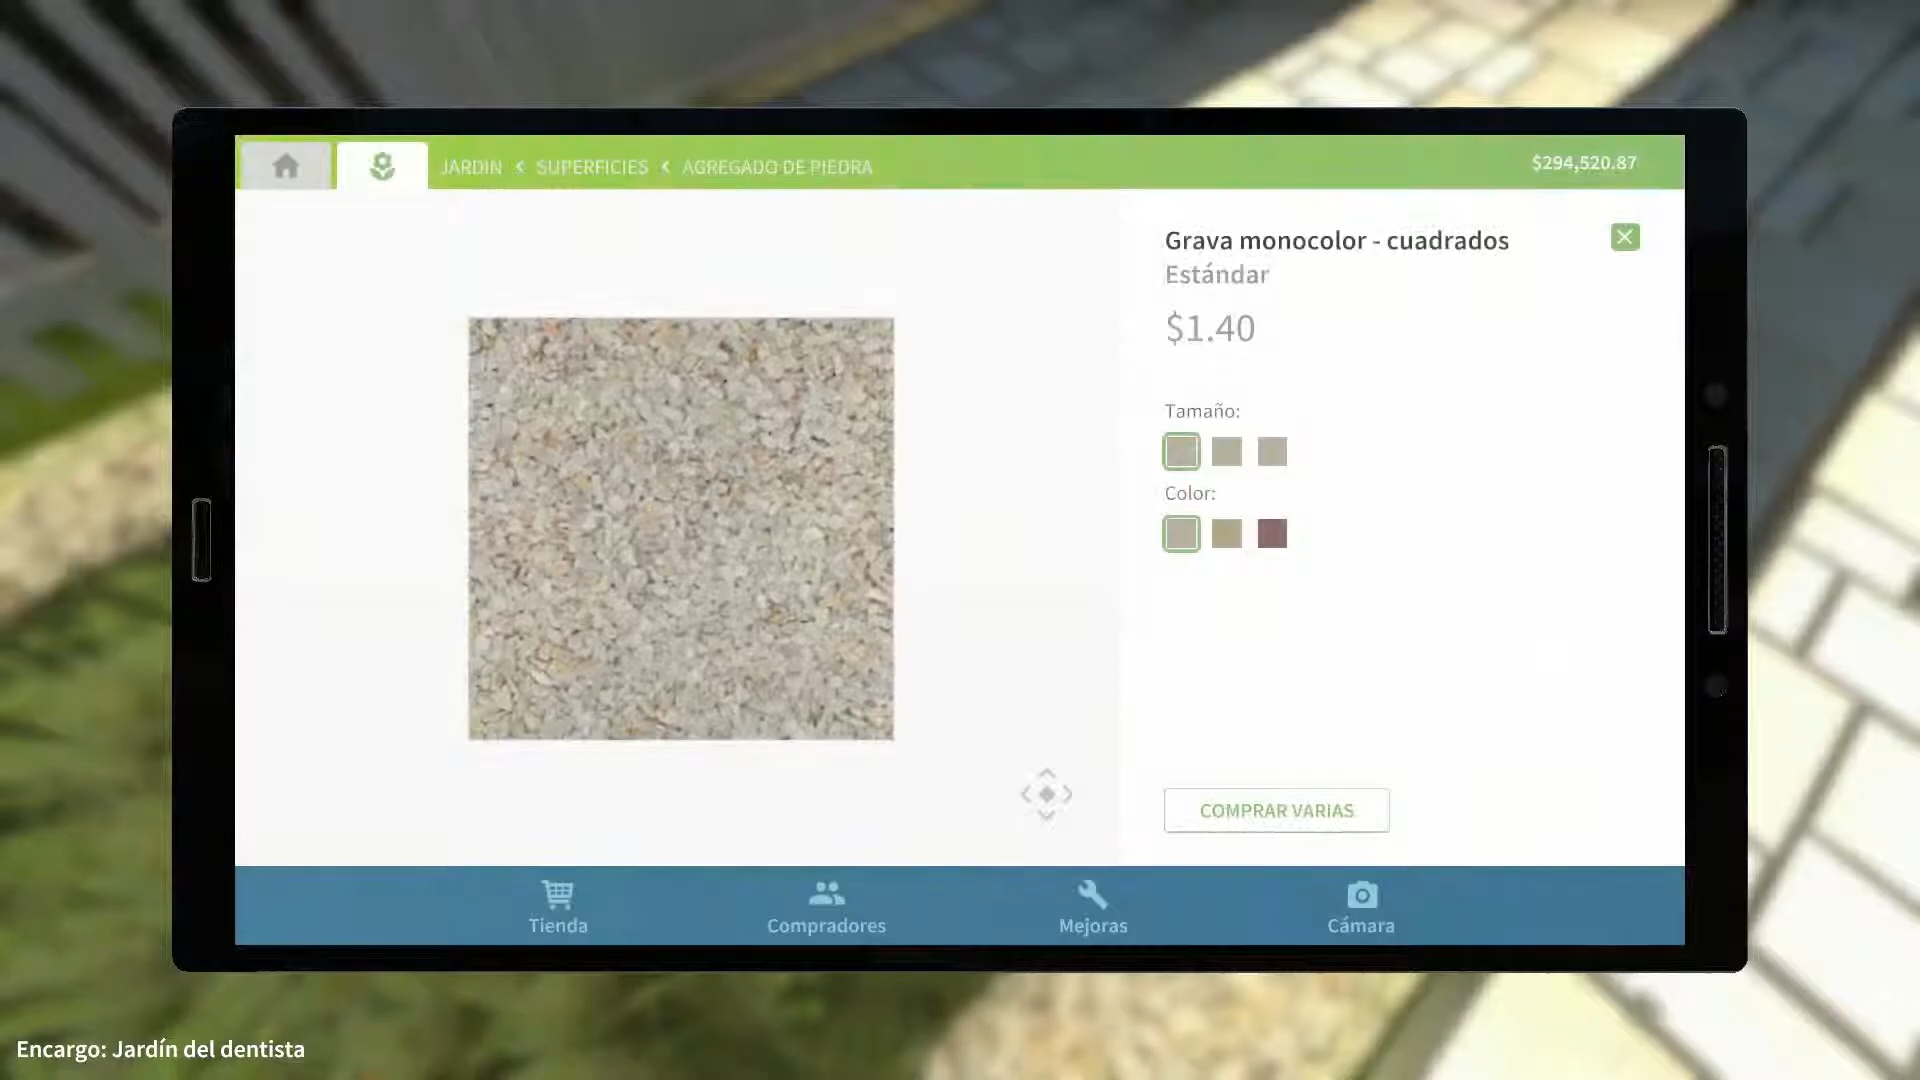 JARDIN < SUPERFICIES < AGREGADO DE PIEDRA
$294,520.87
Grava monocolor - cuadrados
Estándar
$1.40
Tamaño:
Color:
COMPRAR VARIAS
Tienda
Compradores
Mejoras
Cámara
Encargo: Jardín del dentista